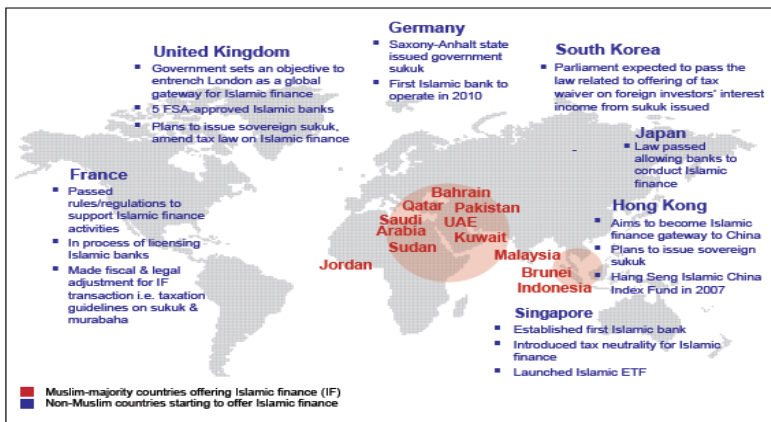 United Kingdom
Government sets an objective to
entrench London as a global
gateway for Islamic finance
5 FSA-approved Islamic banks
Plans to issue sovereign sukuk,
amend tax law on Islamic finance
Germany
Saxony-Anhalt state
issued government
sukuk
First Islamic bank to
operate in 2010
South Korea
Parliament expected to pass the
law related to offering of tax
waiver on foreign investors' interest
income from sukuk issued
Japan
Law passed
allowing banks to
conduct Islamic
finance
France
Passed
rules/regulations to
support Islamic finance
activities
In process of licensing
Islamic banks
Made fiscal & legal
adjustment for IF
transaction i.e. taxation
guidelines on sukuk &
murabaha
Bahrain
Qatar Pakistan
Saudi UAE
Arabia
Sudan Kuwait
Jordan
Malaysia
Brunei
Indonesia
Hong Kong
Aims to become Islamic
finance gateway to China
Plans to issue sovereign
sukuk
Hang Seng Islamic China
Index Fund in 2007
Singapore
Established first Islamic bank
Introduced tax neutrality for Islamic
finance
Launched Islamic ETF
Muslim-majority countries offering Islamic finance (IF)
Non-Muslim countries starting to offer Islamic finance